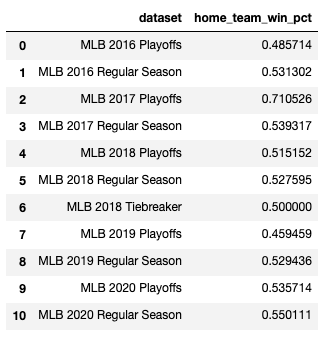 dataset home_team_win_pct
0 MLB 2016 Playoffs 0.485714
1 MLB 2016 Regular Season 0.531302
2 MLB 2017 Playoffs 0.710526
3 MLB 2017 Regular Season 0.539317
4 MLB 2018 Playoffs 0.515152
5 MLB 2018 Regular Season 0.527595
6 MLB 2018 Tiebreaker 0.500000
7 MLB 2019 Playoffs 0.459459
8 MLB 2019 Regular Season 0.529436
9 MLB 2020 Playoffs 0.535714
10 MLB 2020 Regular Season 0.550111